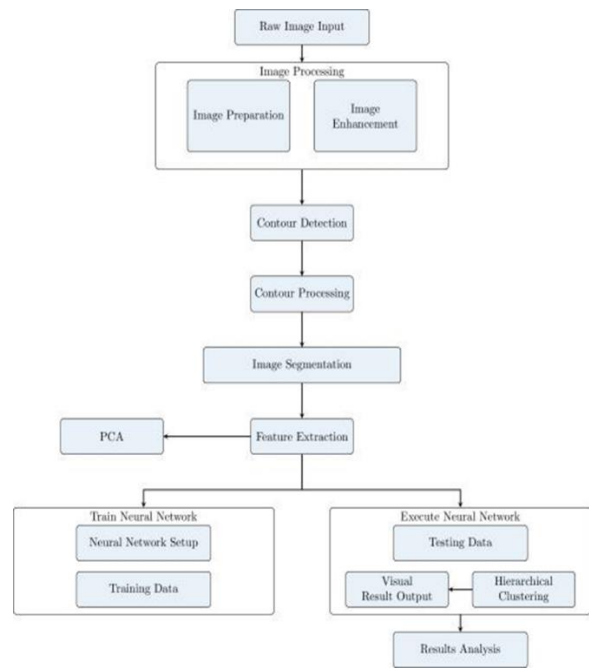 Raw Image Input
Image Processing
Image Preparation
Image
Enhancement
Contour Detection
Contour Processing
Image Segmentation
PCA
Feature Extraction
Train Neural Network
Neural Network Setup
Training Data
Execute Neural Network
Testing Data
Visual
Result Output
Hierarchical
Clustering
Results Analysis